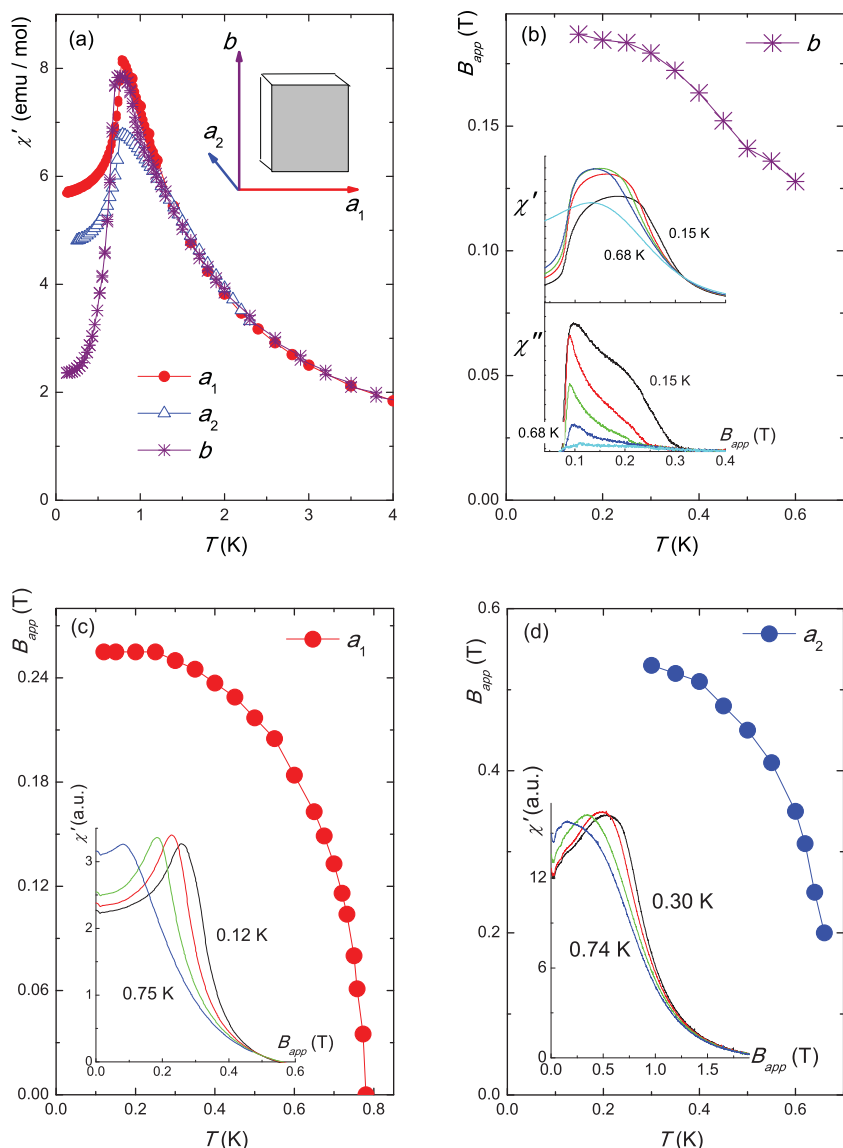 (a)
b
a2
a1
χ′ (emu / mol)
8
6
4
2
0
a1
a2
b
0 1 2 3 4
T (K)
(b)
b
Bapp (T)
0.15
0.10
0.05
0.00
χ′
0.15 K
0.68 K
χ″
0.15 K
0.68 K
Bapp (T)
0.1 0.2 0.3 0.4
0.0 0.2 0.4 0.6
T (K)
(c)
a1
Bapp (T)
0.24
0.18
0.12
0.06
0.00
χ′ (a.u.)
3
2
1
0
0.12 K
0.75 K
Bapp (T)
0.0 0.2 0.4 0.6
0.0 0.2 0.4 0.6 0.8
T (K)
(d)
a2
Bapp (T)
0.6
0.4
0.2
0.0
χ′ (a.u.)
12
6
0
0.30 K
0.74 K
Bapp (T)
0.0 0.5 1.0 1.5
0.0 0.2 0.4 0.6
T (K)